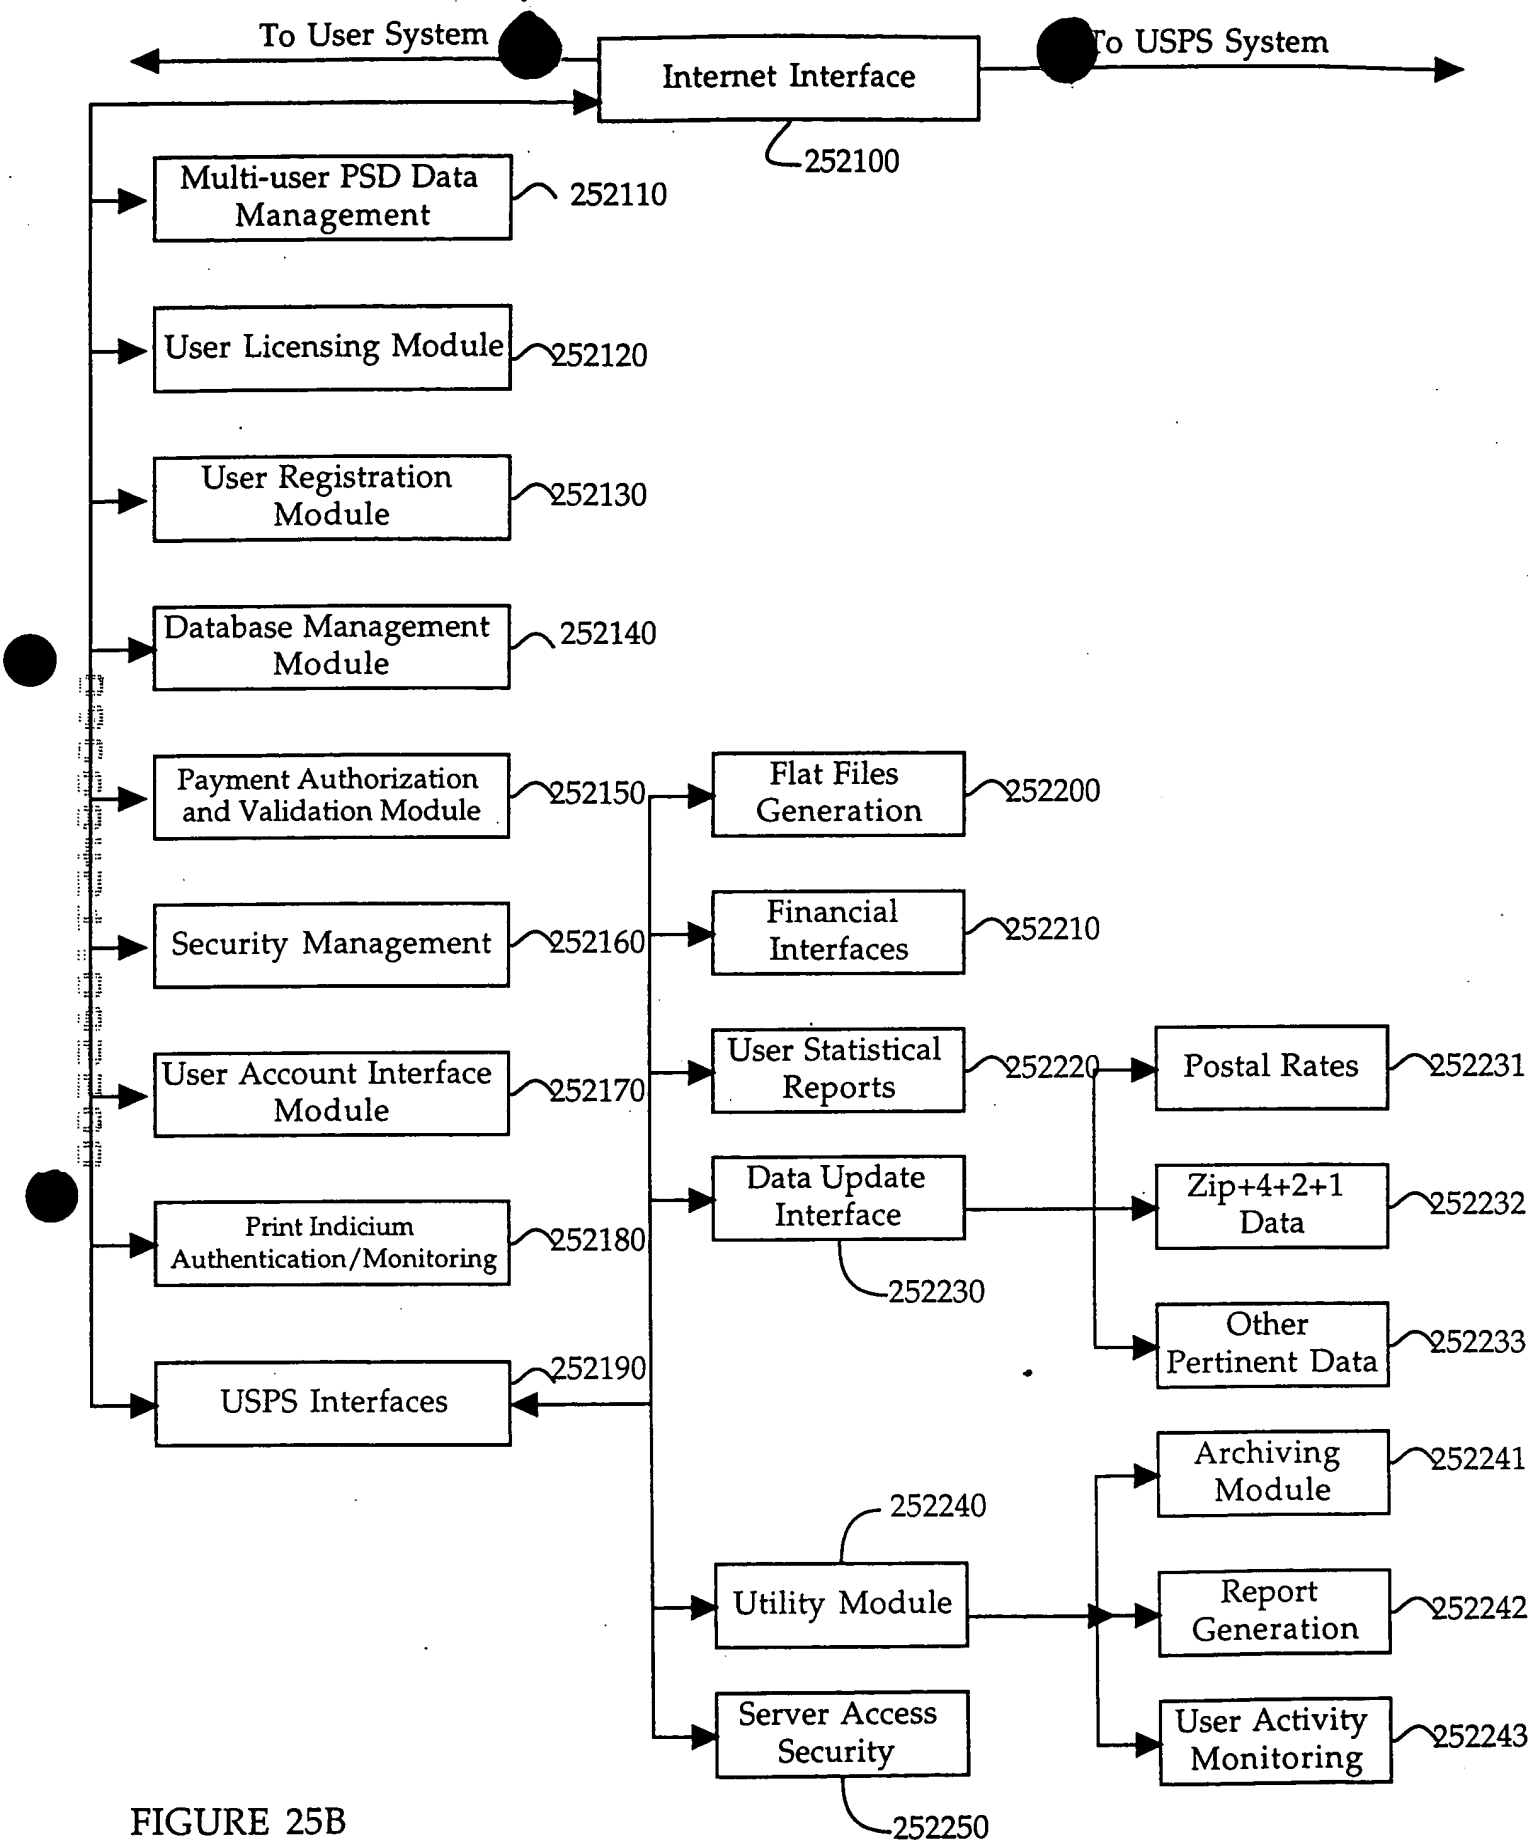 To User System
To USPS System
Internet Interface
252100
Multi-user PSD Data
Management
252110
User Licensing Module
252120
User Registration
Module
252130
Database Management
Module
252140
Payment Authorization
and Validation Module
252150
Flat Files
Generation
252200
Security Management
252160
Financial
Interfaces
252210
User Account Interface
Module
252170
User Statistical
Reports
252220
Postal Rates
252231
Print Indicium
Authentication/Monitoring
252180
Data Update
Interface
252230
Zip+4+2+1
Data
252232
Other
Pertinent Data
252233
USPS Interfaces
252190
Archiving
Module
252241
252240
Utility Module
Report
Generation
252242
Server Access
Security
252250
User Activity
Monitoring
252243
FIGURE 25B